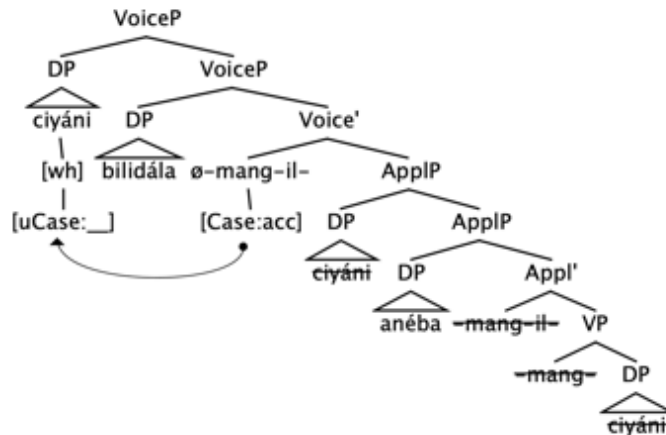 VoiceP
DP VoiceP
ciyáni DP Voice'
[wh] bilidála ø-mang-il- ApplP
[uCase:__] [Case:acc] DP ApplP
ciyáni DP Appl'
anéba -mang-il- VP
-mang- DP
ciyáni